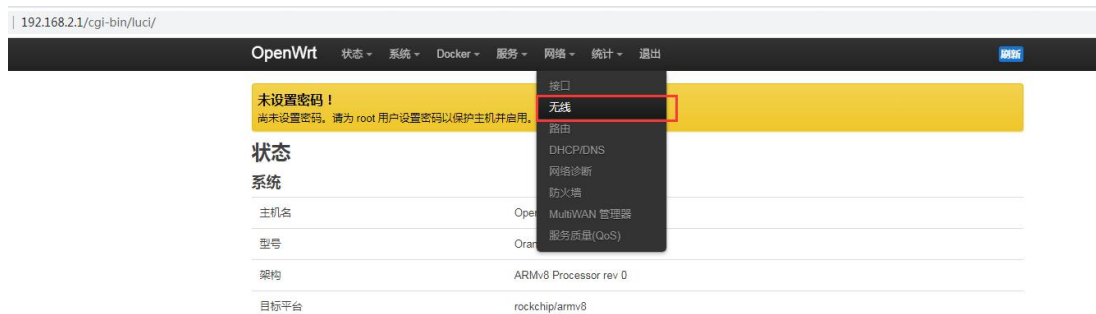 192.168.2.1/cgi-bin/luci/
OpenWrt 状态 系统 Docker 服务 网络 统计 退出 刷新
接口
无线
路由
DHCP/DNS
网络诊断
防火墙
MultiWAN 管理器
服务质量(QoS)
未设置密码！
尚未设置密码。请为 root 用户设置密码以保护主机并启用。
状态
系统
主机名 Open
型号 Oran
架构 ARMv8 Processor rev 0
目标平台 rockchip/armv8